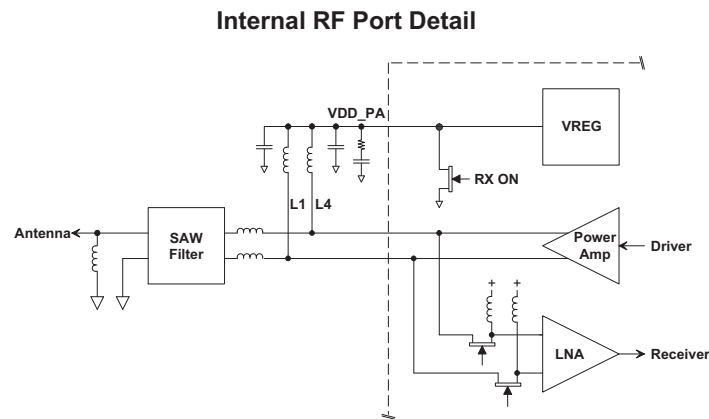 Internal RF Port Detail
VDD_PA
VREG
RX ON
L1 L4
Antenna
SAW
Filter
Power
Amp
Driver
+ +
LNA
Receiver